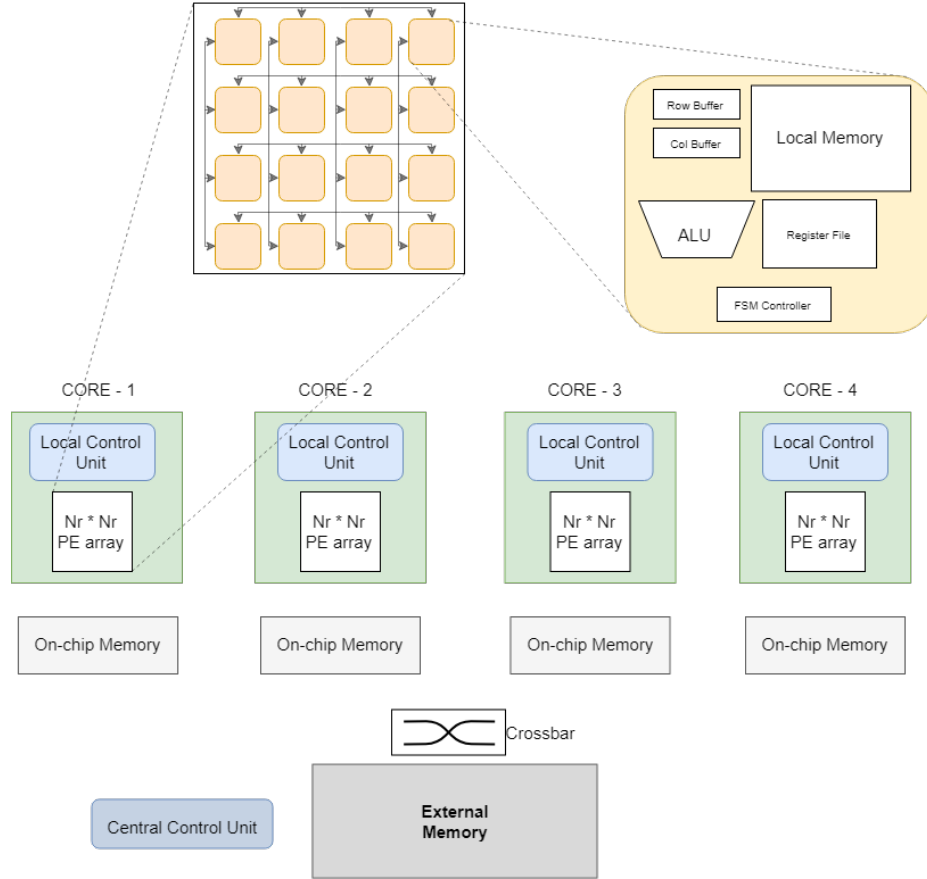 Row Buffer
Local Memory
Col Buffer
ALU
Register File
FSM Controller
CORE - 1
CORE - 2
CORE - 3
CORE - 4
Local Control
Unit
Local Control
Unit
Local Control
Unit
Local Control
Unit
Nr * Nr
PE array
Nr * Nr
PE array
Nr * Nr
PE array
Nr * Nr
PE array
On-chip Memory
On-chip Memory
On-chip Memory
On-chip Memory
Crossbar
External
Memory
Central Control Unit